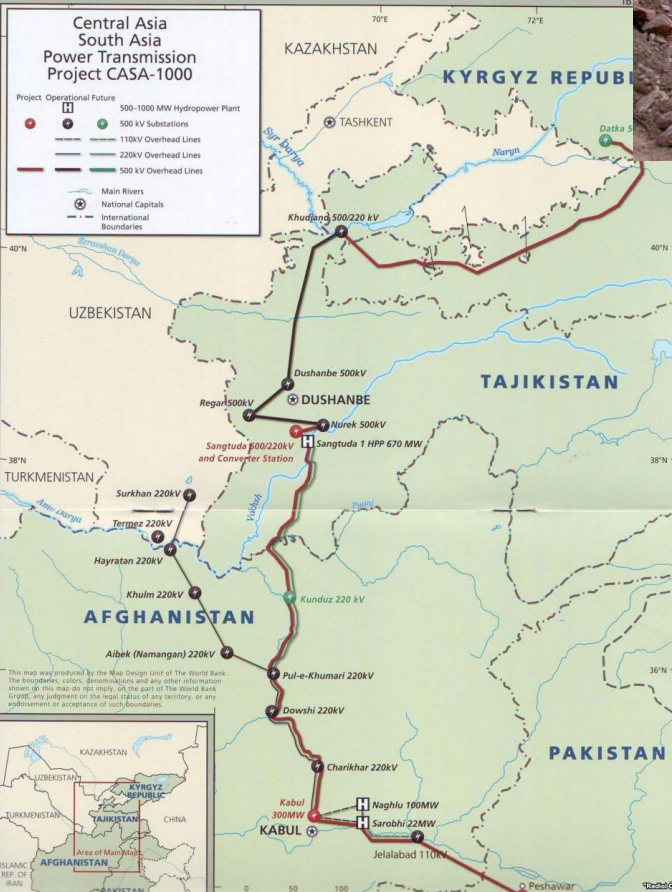 Central Asia
South Asia
Power Transmission
Project CASA-1000
Project Operational Future
H 500-1000 MW Hydropower Plant
500 kV Substations
110kV Overhead Lines
220kV Overhead Lines
500 kV Overhead Lines
Main Rivers
National Capitals
International
Boundaries
70°E
72°E
KAZAKHSTAN
KYRGYZ REPUBL
TASHKENT
Datka 5
Syr Darya
Naryn
Khudjand 500/220 kV
40°N
40°N
Zeravshan Darya
UZBEKISTAN
Dushanbe 500kV
TAJIKISTAN
DUSHANBE
Regar 500kV
Nurek 500kV
Sangtuda 500/220kV
and Converter Station
H Sangtuda 1 HPP 670 MW
38°N
38°N
TURKMENISTAN
Surkhan 220kV
Amu Darya
Vakhsh
Pyanj
Termez 220kV
Hayratan 220kV
Khulm 220kV
Kunduz 220 kV
AFGHANISTAN
Aibek (Namangan) 220kV
36°N
Pul-e-Khumari 220kV
This map was produced by the Map Design Unit of The World Bank.
The boundaries, colors, denominations and any other information
shown on this map do not imply, on the part of The World Bank
Group, any judgment on the legal status of any territory, or any
endorsement or acceptance of such boundaries.
Dowshi 220kV
PAKISTAN
Charikhar 220kV
Kabul
300MW
H Naghlu 100MW
H Sarobhi 22MW
KABUL
Jelalabad 110kV
Peshawar
0 50 100
KAZAKHSTAN
UZBEKISTAN
KYRGYZ
REPUBLIC
TURKMENISTAN
TAJIKISTAN
CHINA
Area of Main Map
AFGHANISTAN
ISLAMIC
REP. OF
IRAN
PAKISTAN